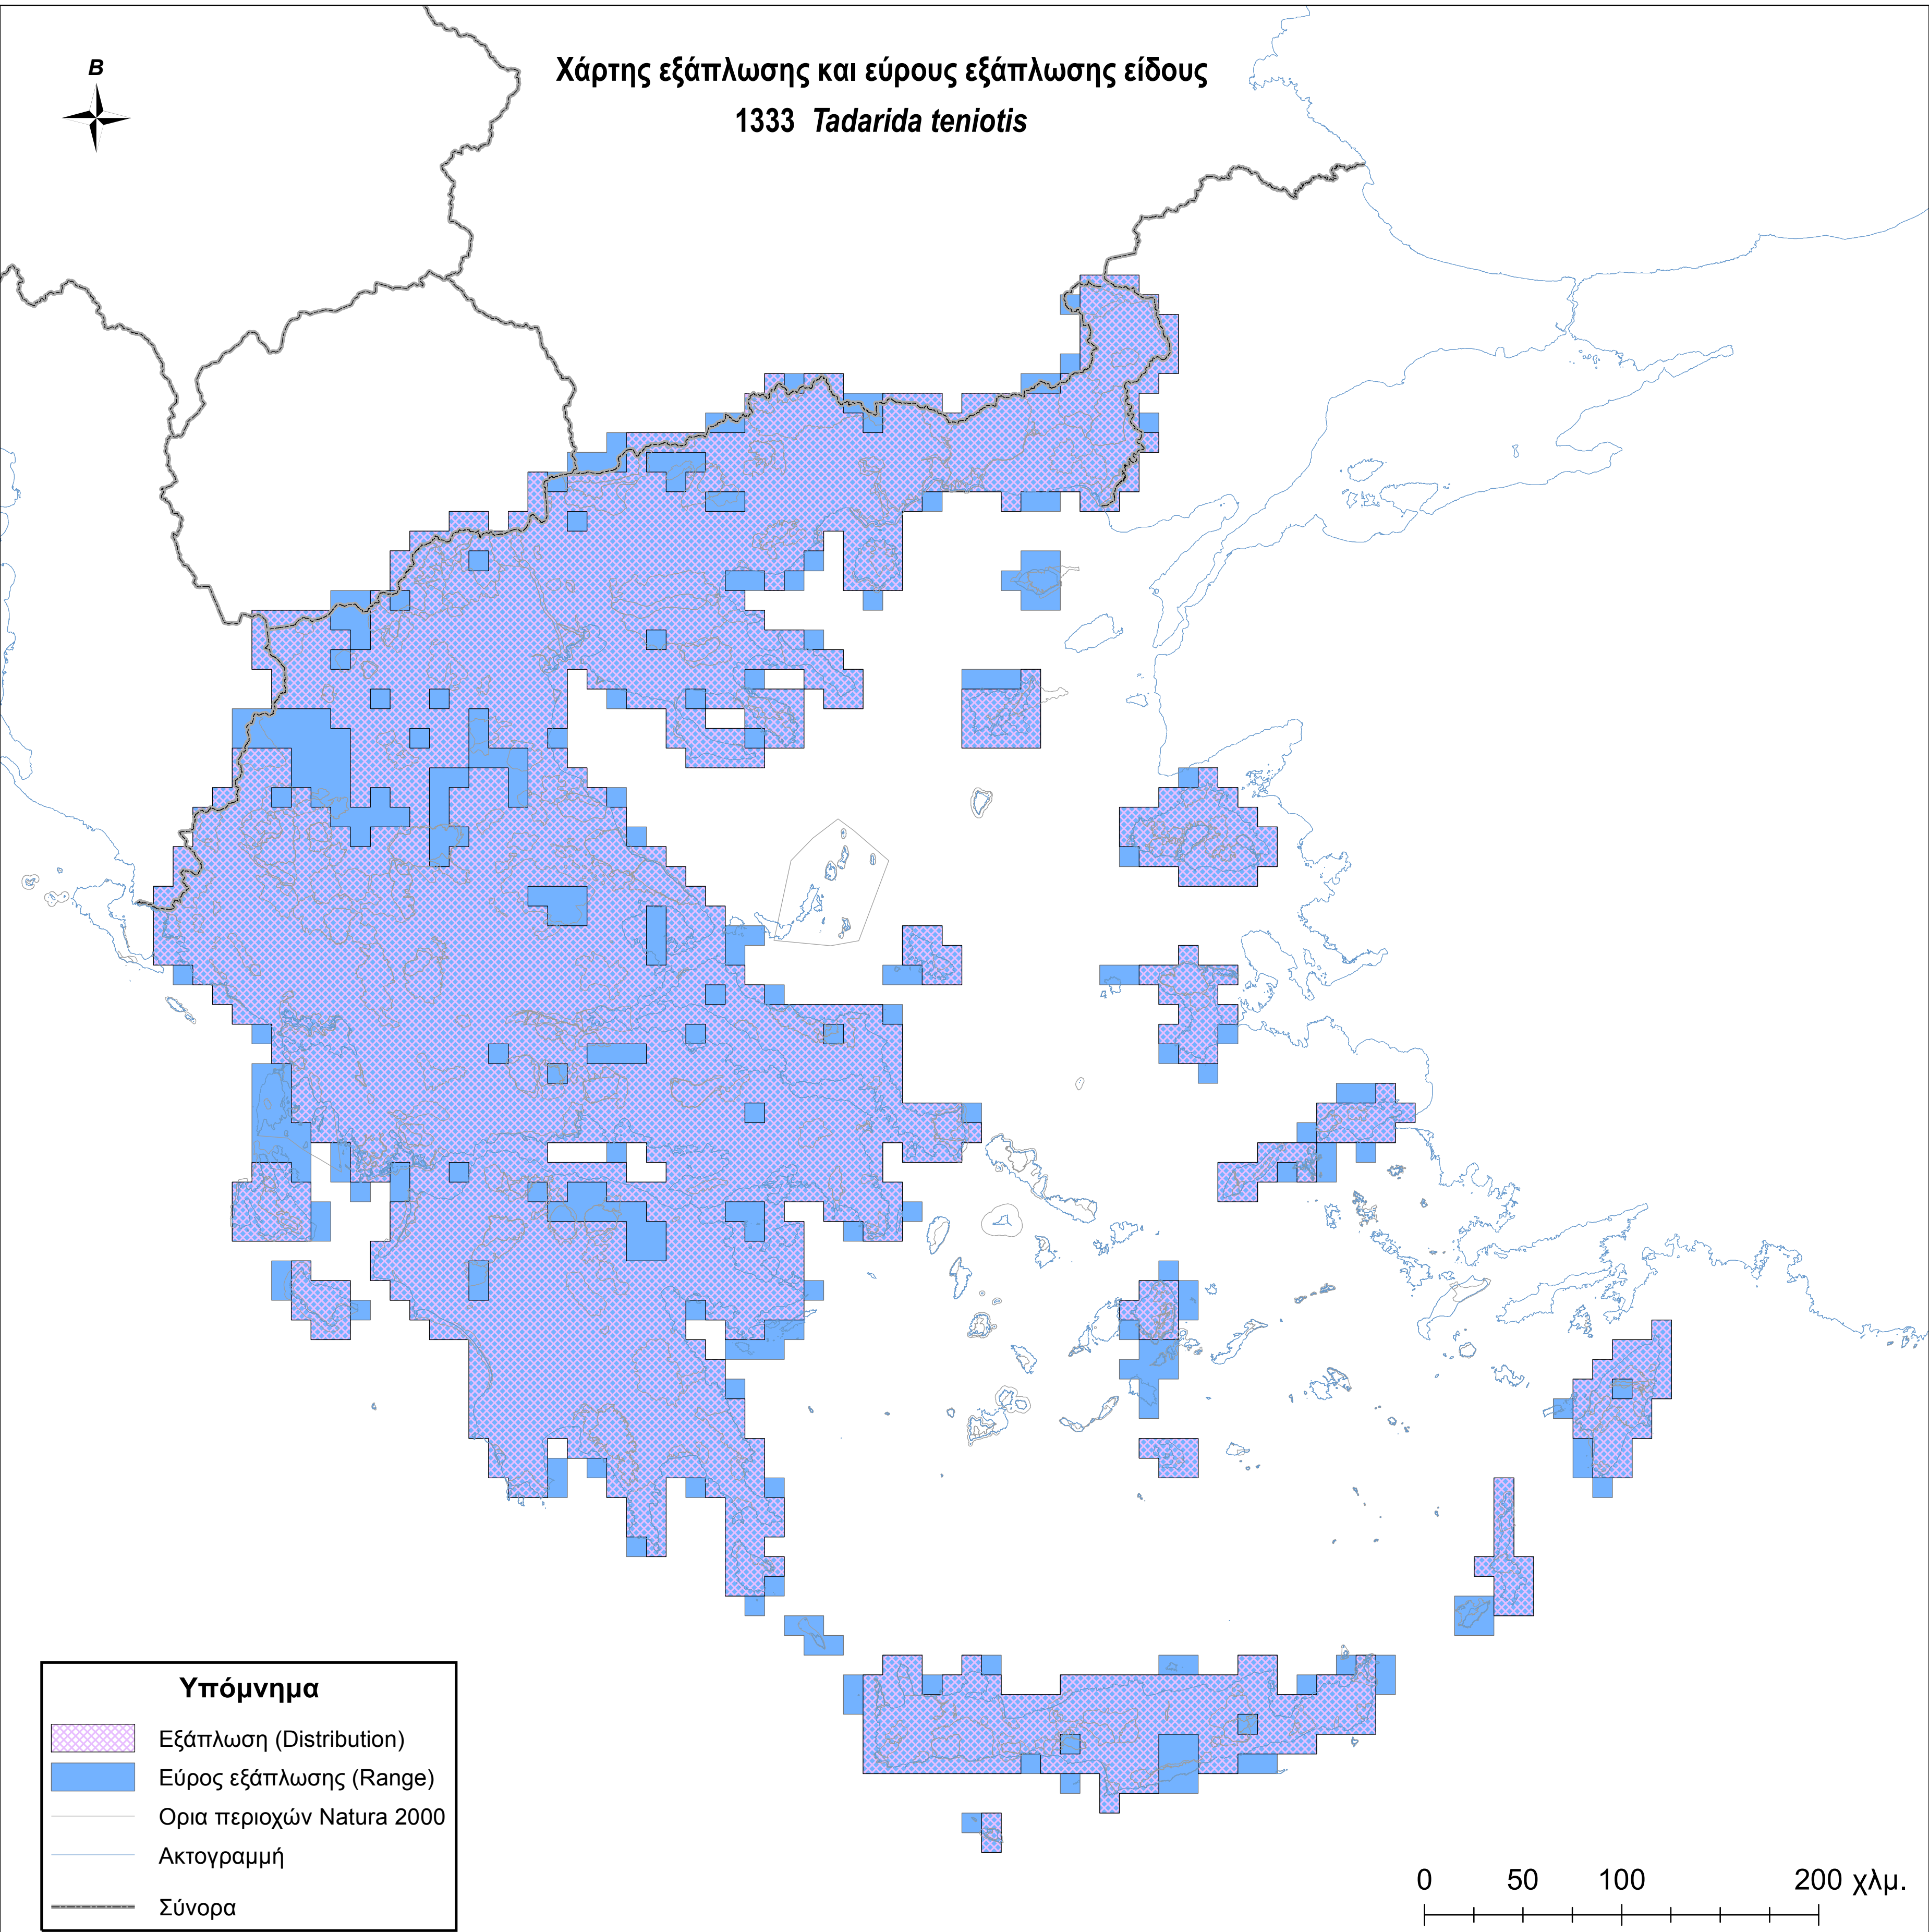 Β
Χάρτης εξάπλωσης και εύρους εξάπλωσης είδους
1333 Tadarida teniotis
Υπόμνημα
Εξάπλωση (Distribution)
Εύρος εξάπλωσης (Range)
Ορια περιοχών Natura 2000
Ακτογραμμή
Σύνορα
0 50 100 200 χλμ.